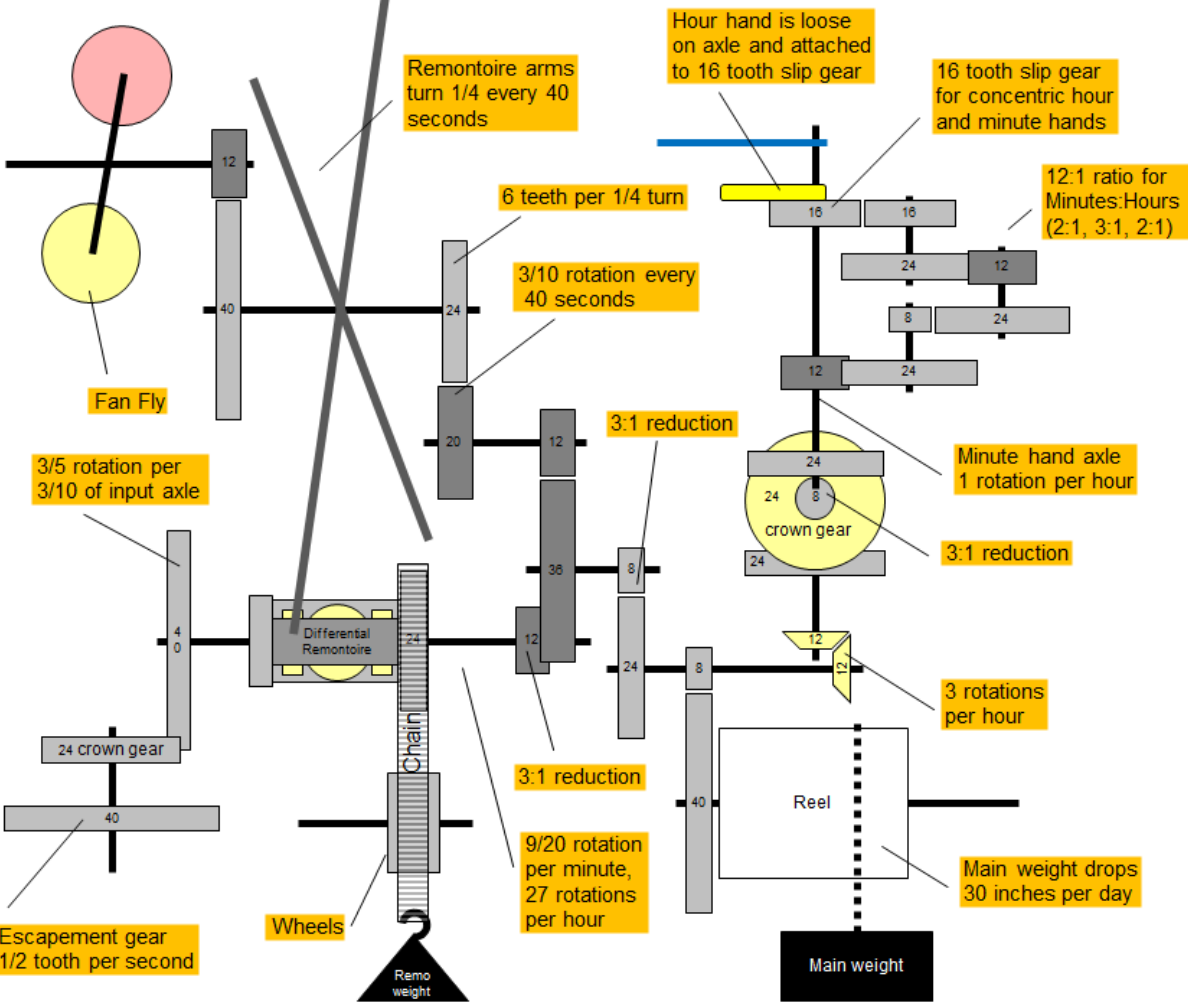 Hour hand is loose
on axle and attached
to 16 tooth slip gear
Remontoire arms
turn 1/4 every 40
seconds
16 tooth slip gear
for concentric hour
and minute hands
12
6 teeth per 1/4 turn
12:1 ratio for
Minutes:Hours
(2:1, 3:1, 2:1)
16
16
24
12
3/10 rotation every
40 seconds
40
24
8
24
12
24
Fan Fly
20
12
3:1 reduction
3/5 rotation per
3/10 of input axle
24
Minute hand axle
1 rotation per hour
24
8
crown gear
3:1 reduction
24
36
8
4
0
Differential
Remontoire
24
12
24
8
12
12
3 rotations
per hour
24 crown gear
Chain
3:1 reduction
40
40
Reel
9/20 rotation
per minute,
27 rotations
per hour
Main weight drops
30 inches per day
Wheels
Escapement gear
1/2 tooth per second
Remo
weight
Main weight